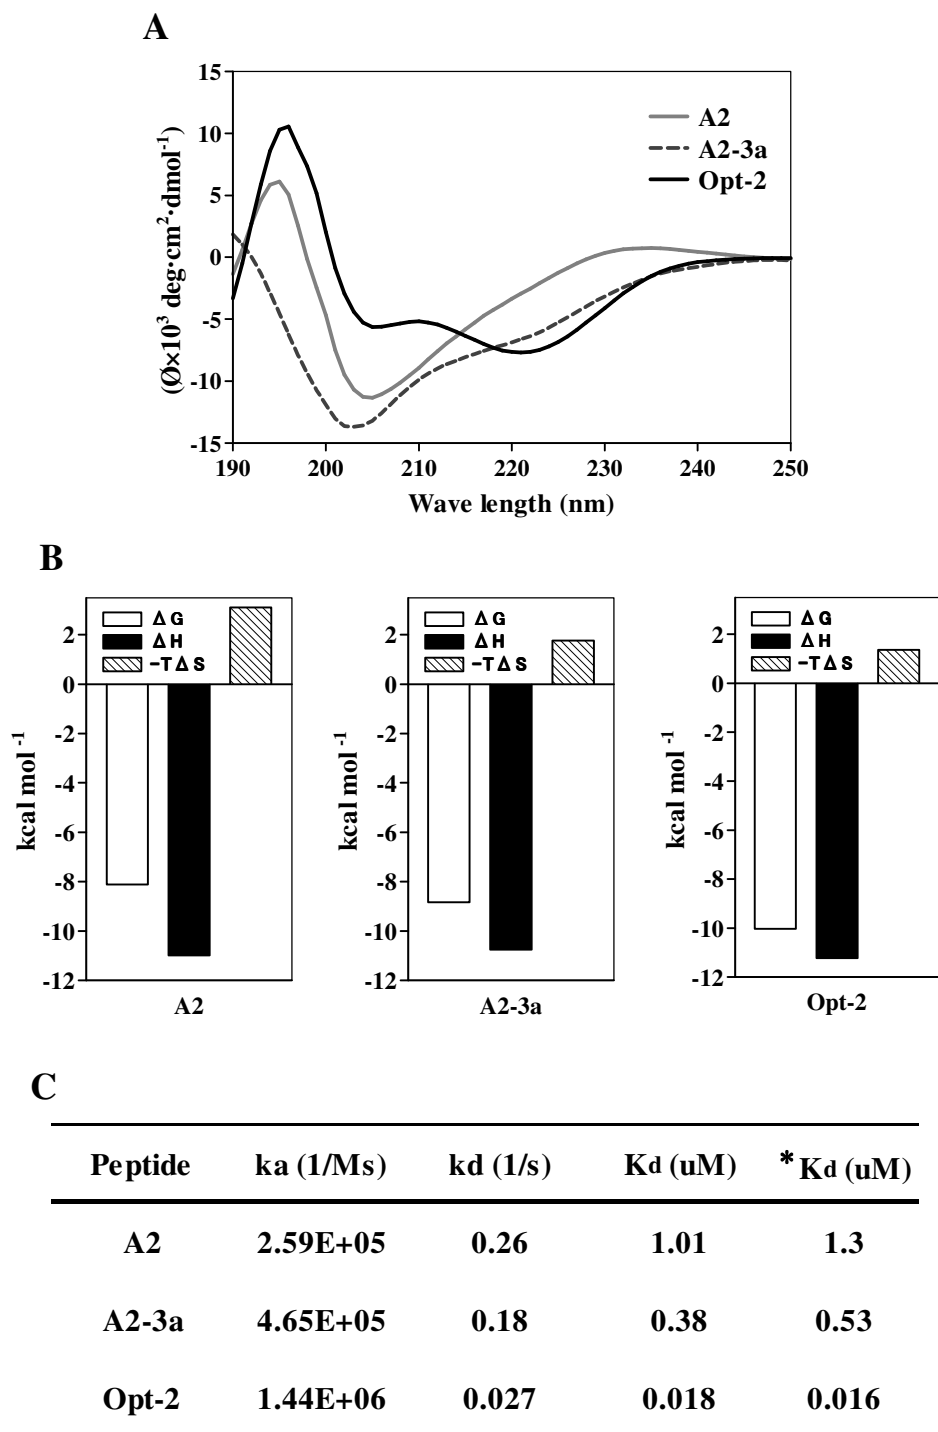 A
15
10
5
0
-5
-10
-15
(Ø×10³ deg·cm²·dmol⁻¹)
A2
A2-3a
Opt-2
190 200 210 220 230 240 250
Wave length (nm)
B
ΔG
ΔH
-TΔS
2
0
-2
-4
-6
-8
-10
-12
kcal mol⁻¹
A2
ΔG
ΔH
-TΔS
2
0
-2
-4
-6
-8
-10
-12
kcal mol⁻¹
A2-3a
ΔG
ΔH
-TΔS
2
0
-2
-4
-6
-8
-10
-12
kcal mol⁻¹
Opt-2
C
Peptide ka (1/Ms) kd (1/s) Kd (uM) *Kd (uM)
A2 2.59E+05 0.26 1.01 1.3
A2-3a 4.65E+05 0.18 0.38 0.53
Opt-2 1.44E+06 0.027 0.018 0.016